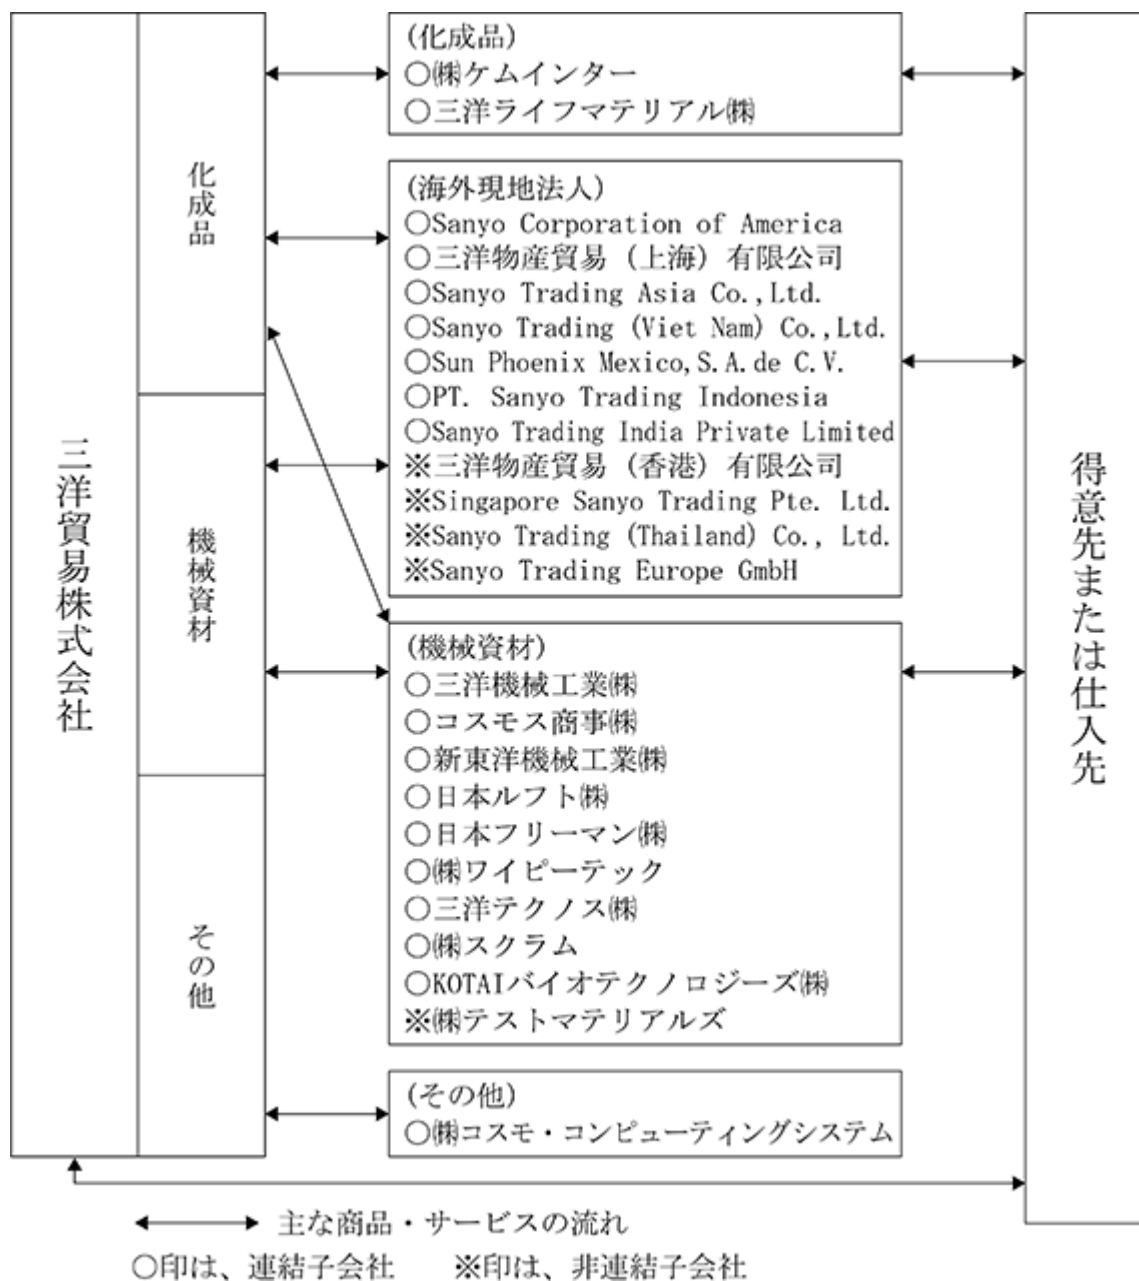 三洋貿易株式会社
化成品
機械資材
その他
(化成品)
○㈱ケムインター
○三洋ライフマテリアル㈱
(海外現地法人)
○Sanyo Corporation of America
○三洋物産貿易(上海)有限公司
○Sanyo Trading Asia Co.,Ltd.
○Sanyo Trading (Viet Nam) Co.,Ltd.
○Sun Phoenix Mexico,S.A.de C.V.
○PT. Sanyo Trading Indonesia
○Sanyo Trading India Private Limited
※三洋物産貿易(香港)有限公司
※Singapore Sanyo Trading Pte. Ltd.
※Sanyo Trading (Thailand) Co., Ltd.
※Sanyo Trading Europe GmbH
(機械資材)
○三洋機械工業㈱
○コスモス商事㈱
○新東洋機械工業㈱
○日本ルフト㈱
○日本フリーマン㈱
○㈱ワイピーテック
○三洋テクノス㈱
○㈱スクラム
○KOTAIバイオテクノロジーズ㈱
※㈱テストマテリアルズ
(その他)
○㈱コスモ・コンピューティングシステム
得意先または仕入先
主な商品・サービスの流れ
○印は、連結子会社　※印は、非連結子会社